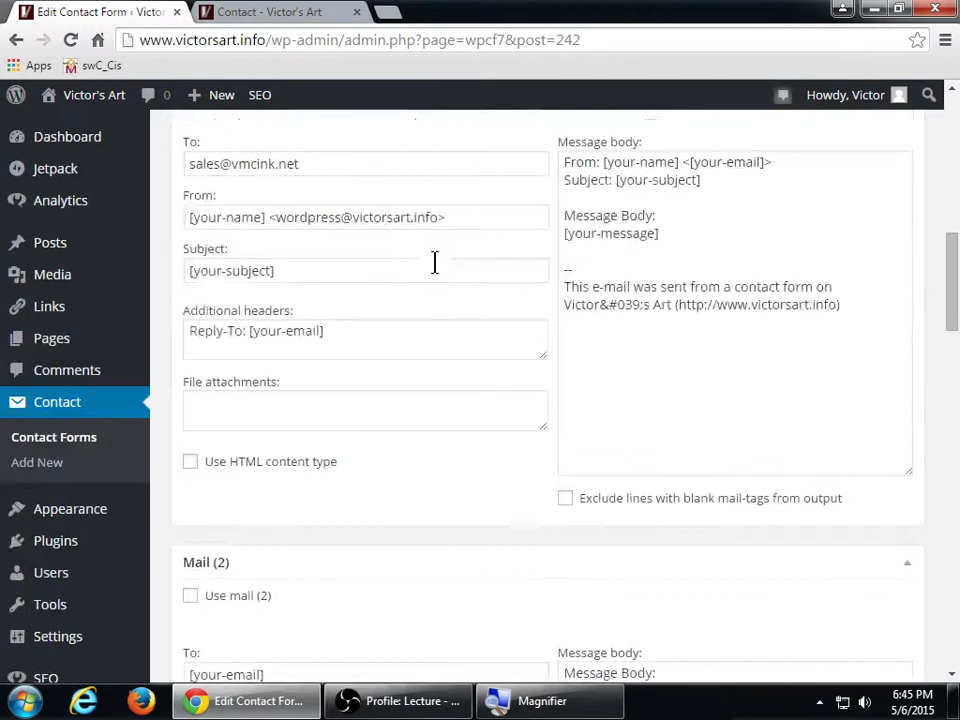 Edit Contact Form ‹ Victor ×
Contact - Victor's Art ×
www.victorsart.info/wp-admin/admin.php?page=wpcf7&post=242
Apps swC_Cis
Victor's Art 0 New SEO Howdy, Victor
Dashboard
Jetpack
Analytics
Posts
Media
Links
Pages
Comments
Contact
Contact Forms
Add New
Appearance
Plugins
Users
Tools
Settings
SEO
To:
sales@vmcink.net
From:
[your-name] <wordpress@victorsart.info>
Subject:
[your-subject]
Additional headers:
Reply-To: [your-email]
File attachments:
Use HTML content type
Message body:
From: [your-name] <[your-email]>
Subject: [your-subject]
Message Body:
[your-message]
--
This e-mail was sent from a contact form on
Victor&#039;s Art (http://www.victorsart.info)
Exclude lines with blank mail-tags from output
Mail (2)
Use mail (2)
To:
[your-email]
Message body:
Message Body:
Edit Contact For...
Profile: Lecture - ...
Magnifier
6:45 PM
5/6/2015